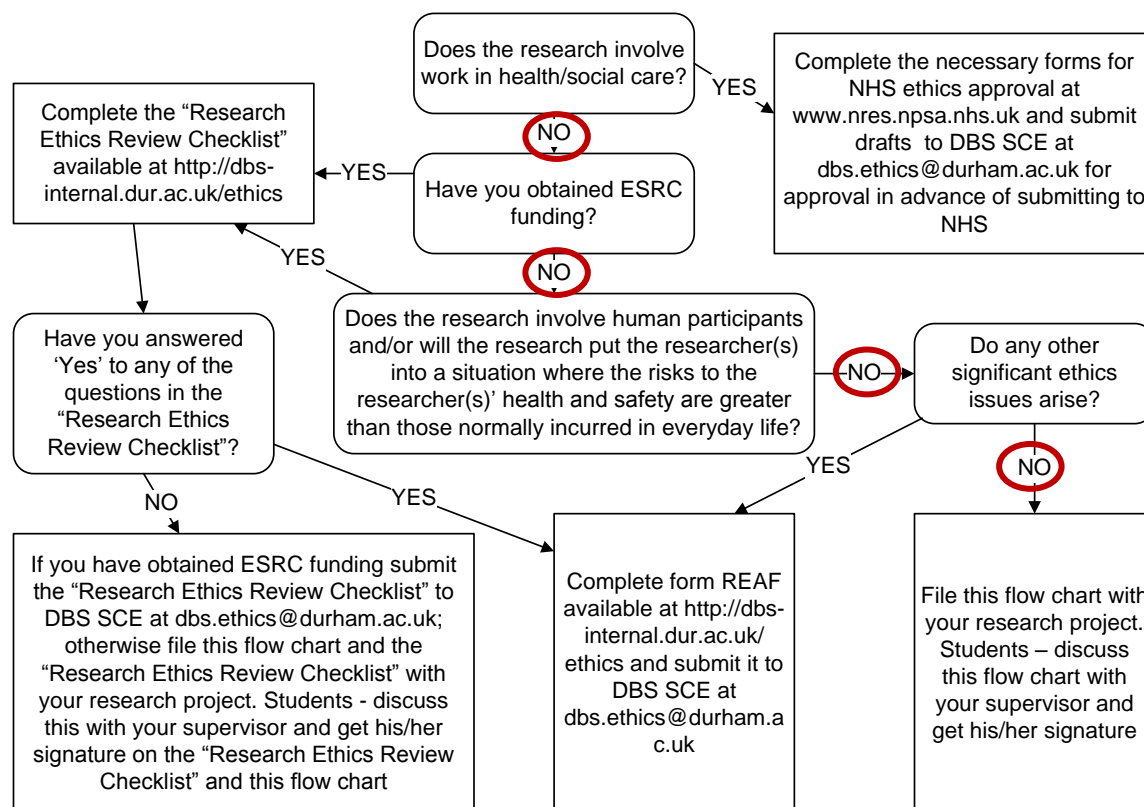 Does the research involve
work in health/social care?
YES
Complete the necessary forms for
NHS ethics approval at
www.nres.npsa.nhs.uk and submit
drafts to DBS SCE at
dbs.ethics@durham.ac.uk for
approval in advance of submitting to
NHS
NO
Complete the “Research
Ethics Review Checklist”
available at http://dbs-
internal.dur.ac.uk/ethics
YES
Have you obtained ESRC
funding?
NO
YES
Does the research involve human participants
and/or will the research put the researcher(s)
into a situation where the risks to the
researcher(s)’ health and safety are greater
than those normally incurred in everyday life?
NO
Do any other
significant ethics
issues arise?
Have you answered
‘Yes’ to any of the
questions in the
“Research Ethics
Review Checklist”?
YES
NO
NO
YES
If you have obtained ESRC funding submit
the “Research Ethics Review Checklist” to
DBS SCE at dbs.ethics@durham.ac.uk;
otherwise file this flow chart and the
“Research Ethics Review Checklist” with
your research project. Students - discuss
this with your supervisor and get his/her
signature on the “Research Ethics Review
Checklist” and this flow chart
Complete form REAF
available at http://dbs-
internal.dur.ac.uk/
ethics and submit it to
DBS SCE at
dbs.ethics@durham.a
c.uk
File this flow chart with
your research project.
Students – discuss
this flow chart with
your supervisor and
get his/her signature